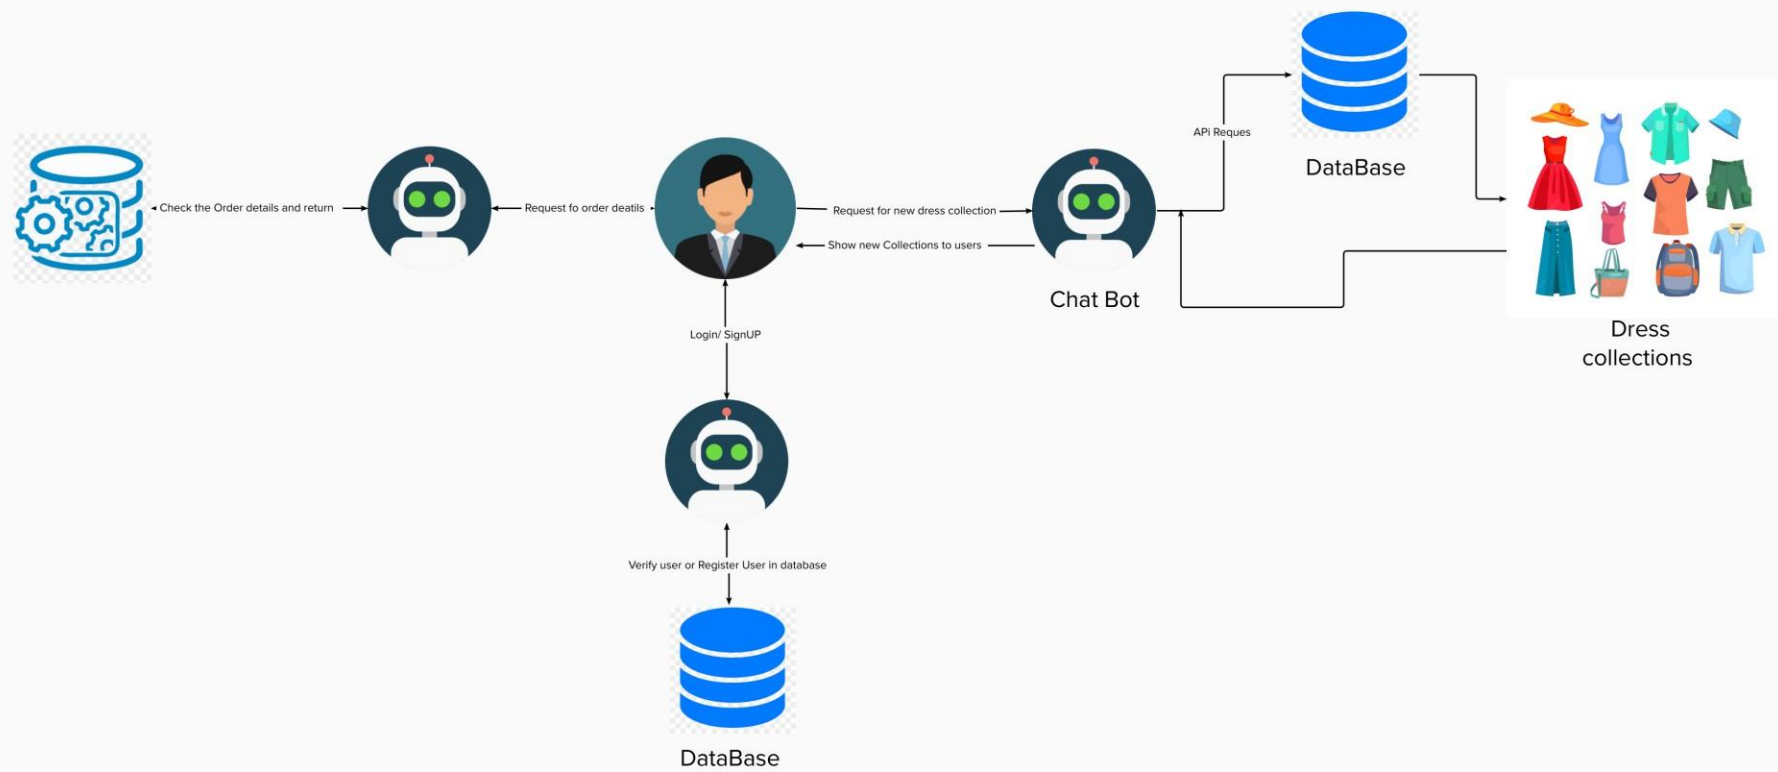 APi Reques
DataBase
Check the Order details and return
Request fo order deatils
Request for new dress collection
Show new Collections to users
Chat Bot
Dress
collections
Login/ SignUP
Verify user or Register User in database
DataBase